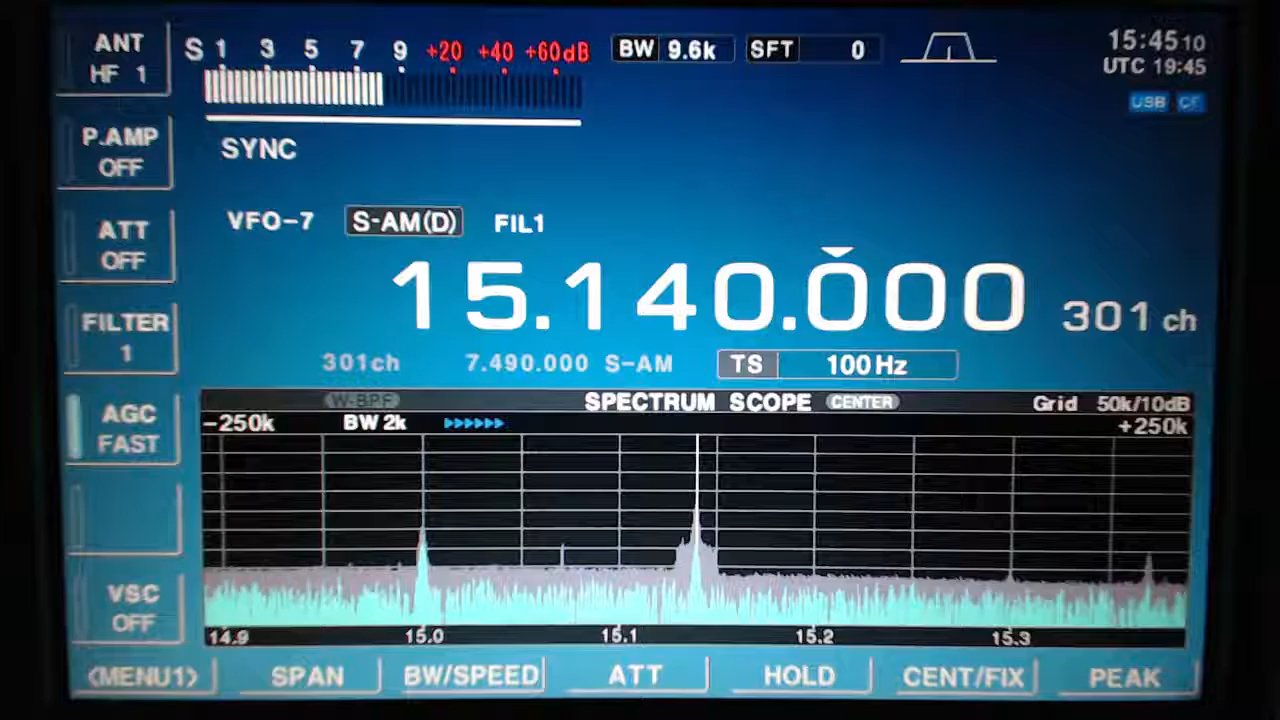 ANT
HF 1
S 1 3 5 7 9 +20 +40 +60dB
BW 9.6k
SFT 0
15:45 10
UTC 19:45
USB CF
P.AMP
OFF
SYNC
ATT
OFF
VFO-7 S-AM(D) FIL1
15.140.000 301 ch
FILTER
1
301ch 7.490.000 S-AM TS 100Hz
W-BPF SPECTRUM SCOPE CENTER Grid 50k/10dB
AGC
FAST
-250k BW 2k +250k
VSC
OFF
14.9 15.0 15.1 15.2 15.3
<MENU1> SPAN BW/SPEED ATT HOLD CENT/FIX PEAK